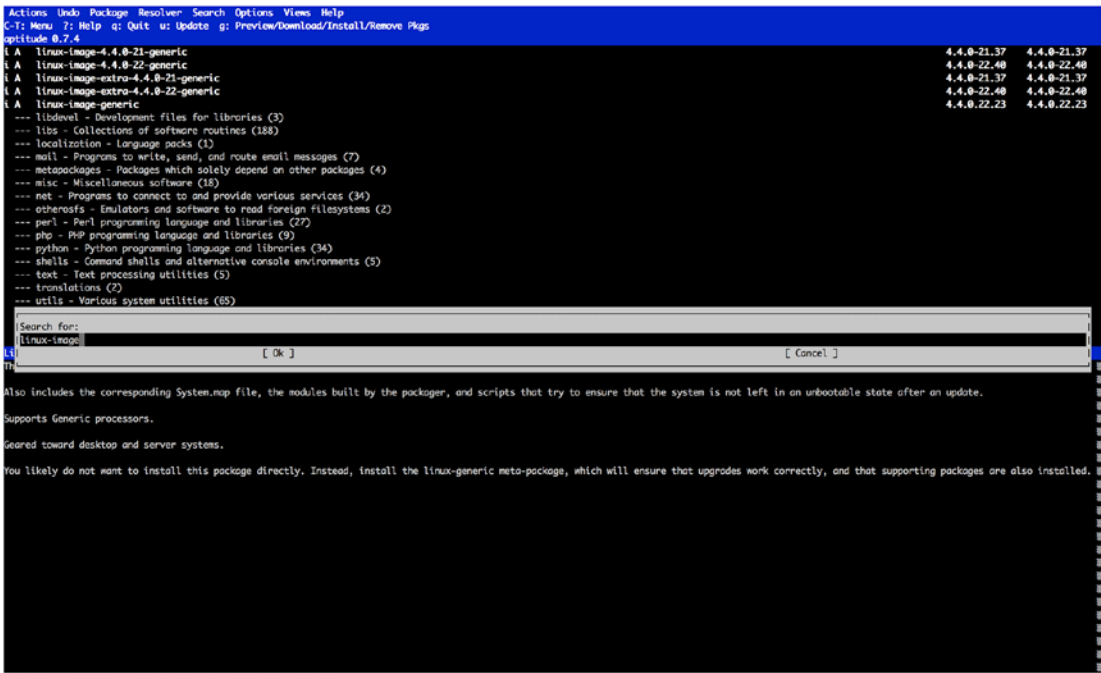 Actions Undo Package Resolver Search Options Views Help
C-T: Menu ?: Help q: Quit u: Update g: Preview/Download/Install/Remove Pkgs
aptitude 0.7.4
i A linux-image-4.4.0-21-generic 4.4.0-21.37 4.4.0-21.37
i A linux-image-4.4.0-22-generic 4.4.0-22.40 4.4.0-22.40
i A linux-image-extra-4.4.0-21-generic 4.4.0-21.37 4.4.0-21.37
i A linux-image-extra-4.4.0-22-generic 4.4.0-22.40 4.4.0-22.40
i A linux-image-generic 4.4.0.22.23 4.4.0.22.23
--- libdevel - Development files for libraries (3)
--- libs - Collections of software routines (188)
--- localization - Language packs (1)
--- mail - Programs to write, send, and route email messages (7)
--- metapackages - Packages which solely depend on other packages (4)
--- misc - Miscellaneous software (18)
--- net - Programs to connect to and provide various services (34)
--- otherosfs - Emulators and software to read foreign filesystems (2)
--- perl - Perl programming language and libraries (27)
--- php - PHP programming language and libraries (9)
--- python - Python programming language and libraries (34)
--- shells - Command shells and alternative console environments (5)
--- text - Text processing utilities (5)
--- translations (2)
--- utils - Various system utilities (65)
Search for:
linux-image
Li [ Ok ] [ Cancel ]
Th
Also includes the corresponding System.map file, the modules built by the packager, and scripts that try to ensure that the system is not left in an unbootable state after an update.
Supports Generic processors.
Geared toward desktop and server systems.
You likely do not want to install this package directly. Instead, install the linux-generic meta-package, which will ensure that upgrades work correctly, and that supporting packages are also installed.